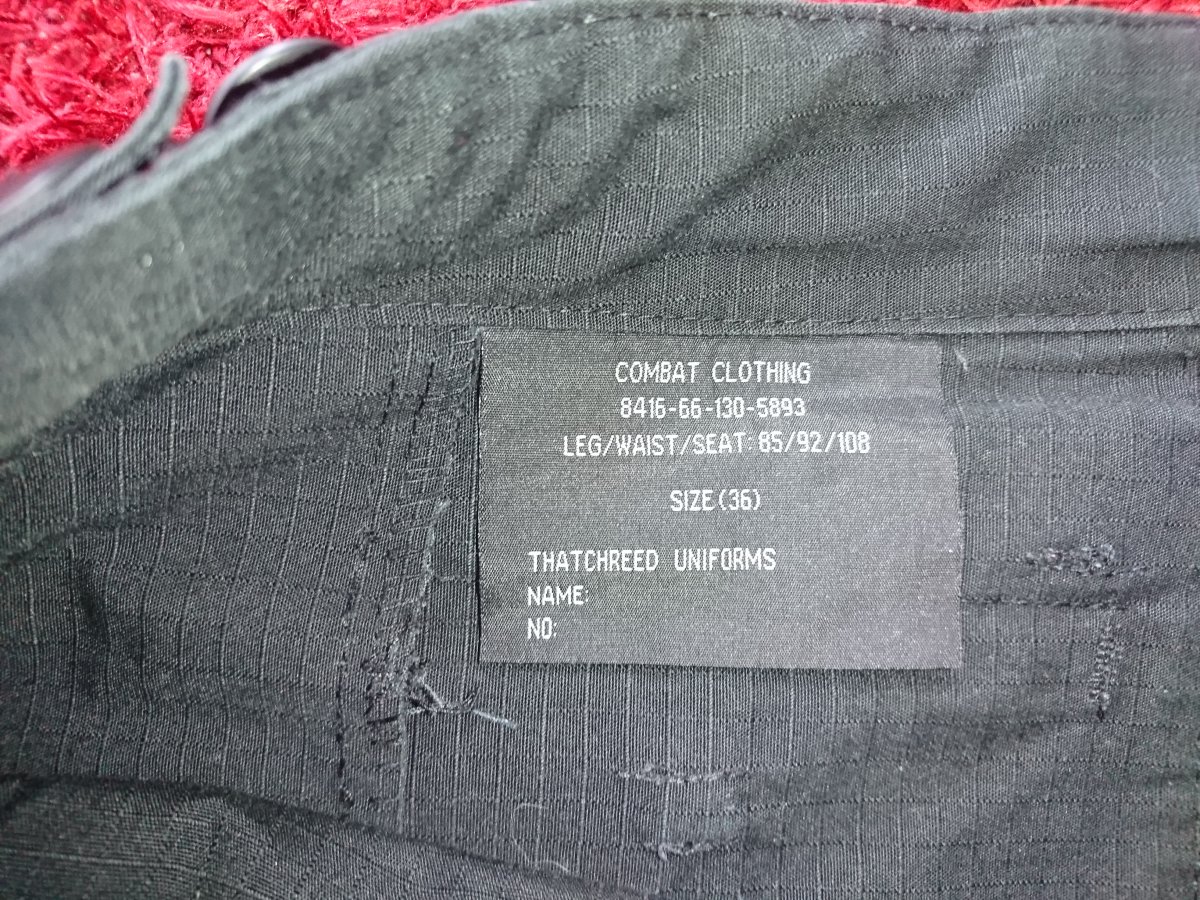 COMBAT CLOTHING
8416-66-130-5893
LEG/WAIST/SEAT: 85/92/108
SIZE(36)
THATCHREED UNIFORMS
NAME:
NO: